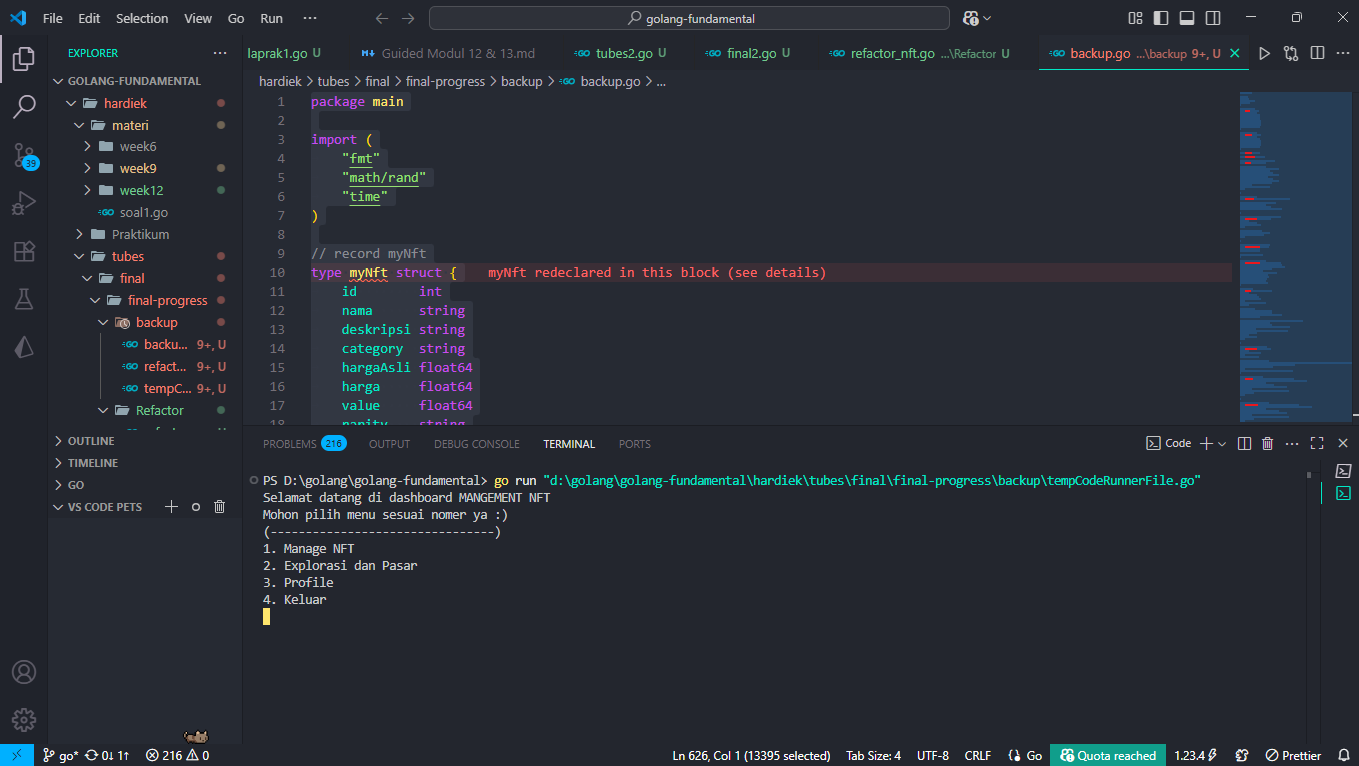 File Edit Selection View Go Run ··· golang-fundamental
EXPLORER ···
GOLANG-FUNDAMENTAL
hardiek
materi
week6
week9
week12
soal1.go
Praktikum
tubes
final
final-progress
backup
backu... 9+, U
refact... 9+, U
tempC... 9+, U
Refactor
OUTLINE
TIMELINE
GO
VS CODE PETS
laprak1.go U Guided Modul 12 & 13.md tubes2.go U final2.go U refactor_nft.go ...\Refactor U backup.go ...\backup 9+, U
hardiek > tubes > final > final-progress > backup > backup.go > ...
1 package main
2
3 import (
4 "fmt"
5 "math/rand"
6 "time"
7 )
8
9 // record myNft
10 type myNft struct { myNft redeclared in this block (see details)
11 id int
12 nama string
13 deskripsi string
14 category string
15 hargaAsli float64
16 harga float64
17 value float64
PROBLEMS 216 OUTPUT DEBUG CONSOLE TERMINAL PORTS Code
PS D:\golang\golang-fundamental> go run "d:\golang\golang-fundamental\hardiek\tubes\final\final-progress\backup\tempCodeRunnerFile.go"
Selamat datang di dashboard MANGEMENT NFT
Mohon pilih menu sesuai nomer ya :)
(-----------------------------)
1. Manage NFT
2. Explorasi dan Pasar
3. Profile
4. Keluar
39
go* 0↓ 1↑ 216 0 Ln 626, Col 1 (13395 selected) Tab Size: 4 UTF-8 CRLF {} Go Quota reached 1.23.4 Prettier